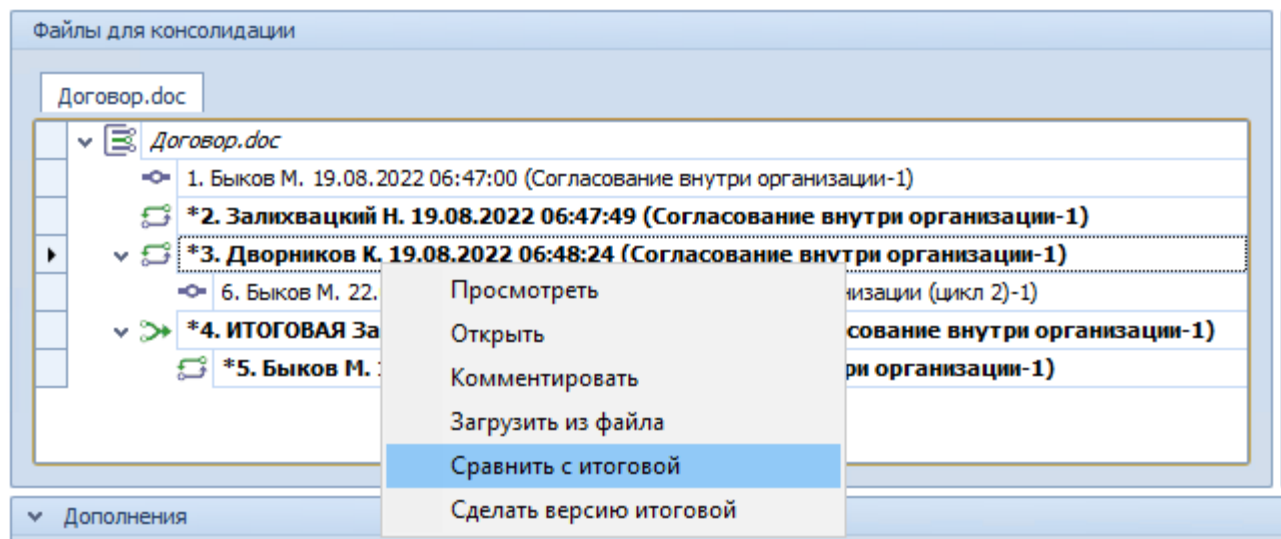 Файлы для консолидации
Договор.doc
Договор.doc
1. Быков М. 19.08.2022 06:47:00 (Согласование внутри организации-1)
*2. Залихвацкий Н. 19.08.2022 06:47:49 (Согласование внутри организации-1)
*3. Дворников К. 19.08.2022 06:48:24 (Согласование внутри организации-1)
6. Быков М. 22. низации (цикл 2)-1)
*4. ИТОГОВАЯ За сование внутри организации-1)
*5. Быков М. ри организации-1)
Просмотреть
Открыть
Комментировать
Загрузить из файла
Сравнить с итоговой
Сделать версию итоговой
Дополнения